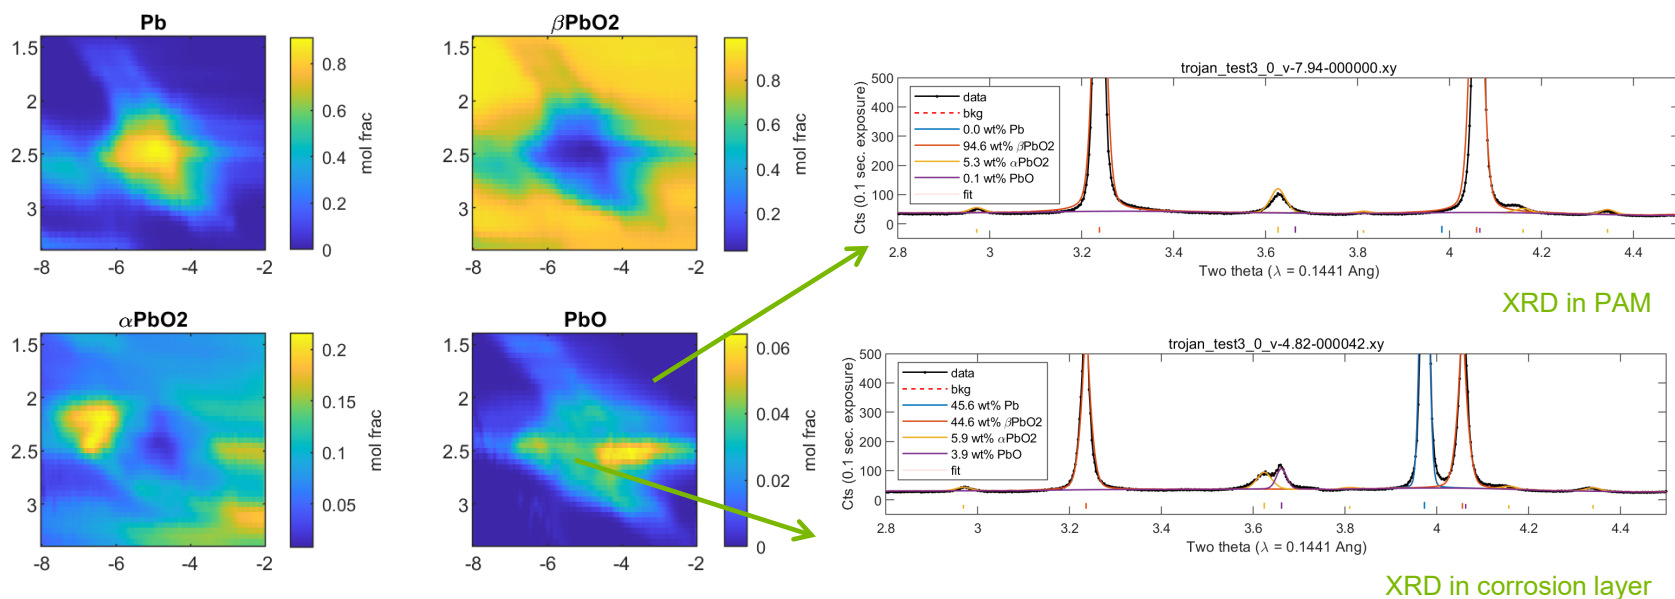 Pb
1.5
2
2.5
3
-8
-6
-4
-2
0.8
0.6
0.4
0.2
0
mol frac
βPbO2
1.5
2
2.5
3
-8
-6
-4
-2
0.8
0.6
0.4
0.2
mol frac
αPbO2
1.5
2
2.5
3
-8
-6
-4
-2
0.2
0.15
0.1
0.05
mol frac
PbO
1.5
2
2.5
3
-8
-6
-4
-2
0.06
0.04
0.02
0
mol frac
trojan_test3_0_v-7.94-000000.xy
Cts (0.1 sec. exposure)
500
400
300
200
100
0
data
bkg
0.0 wt% Pb
94.6 wt% βPbO2
5.3 wt% αPbO2
0.1 wt% PbO
fit
2.8
3
3.2
3.4
3.6
3.8
4
4.2
4.4
Two theta (λ = 0.1441 Ang)
XRD in PAM
trojan_test3_0_v-4.82-000042.xy
Cts (0.1 sec. exposure)
500
400
300
200
100
0
data
bkg
45.6 wt% Pb
44.6 wt% βPbO2
5.9 wt% αPbO2
3.9 wt% PbO
fit
2.8
3
3.2
3.4
3.6
3.8
4
4.2
4.4
Two theta (λ = 0.1441 Ang)
XRD in corrosion layer